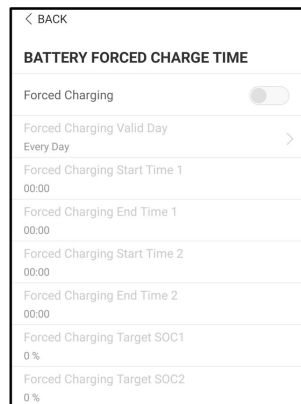 < BACK
BATTERY FORCED CHARGE TIME
Forced Charging
Forced Charging Valid Day
Every Day
Forced Charging Start Time 1
00:00
Forced Charging End Time 1
00:00
Forced Charging Start Time 2
00:00
Forced Charging End Time 2
00:00
Forced Charging Target SOC1
0 %
Forced Charging Target SOC2
0 %